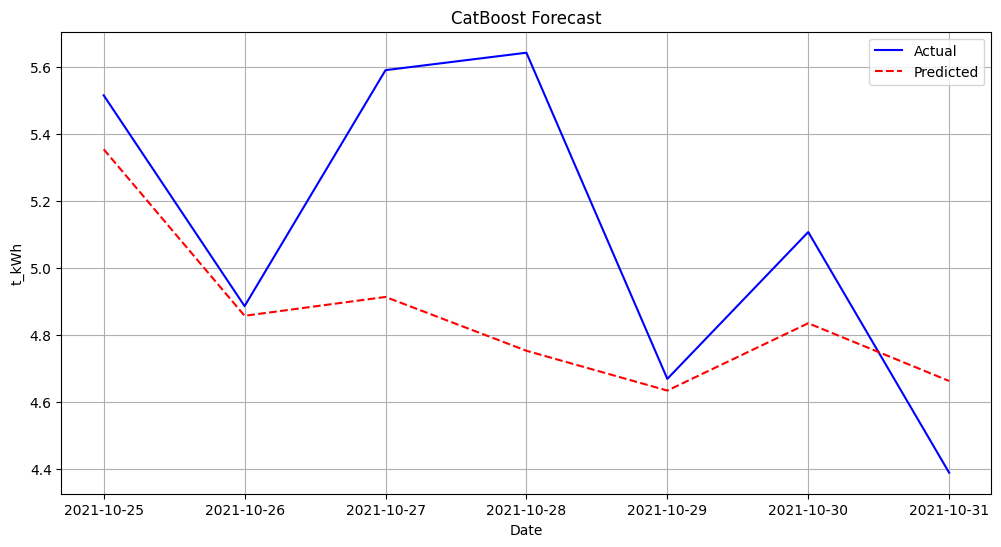 CatBoost Forecast
Actual
Predicted
5.6
5.4
5.2
5.0
4.8
4.6
4.4
t_kWh
2021-10-25
2021-10-26
2021-10-27
2021-10-28
2021-10-29
2021-10-30
2021-10-31
Date